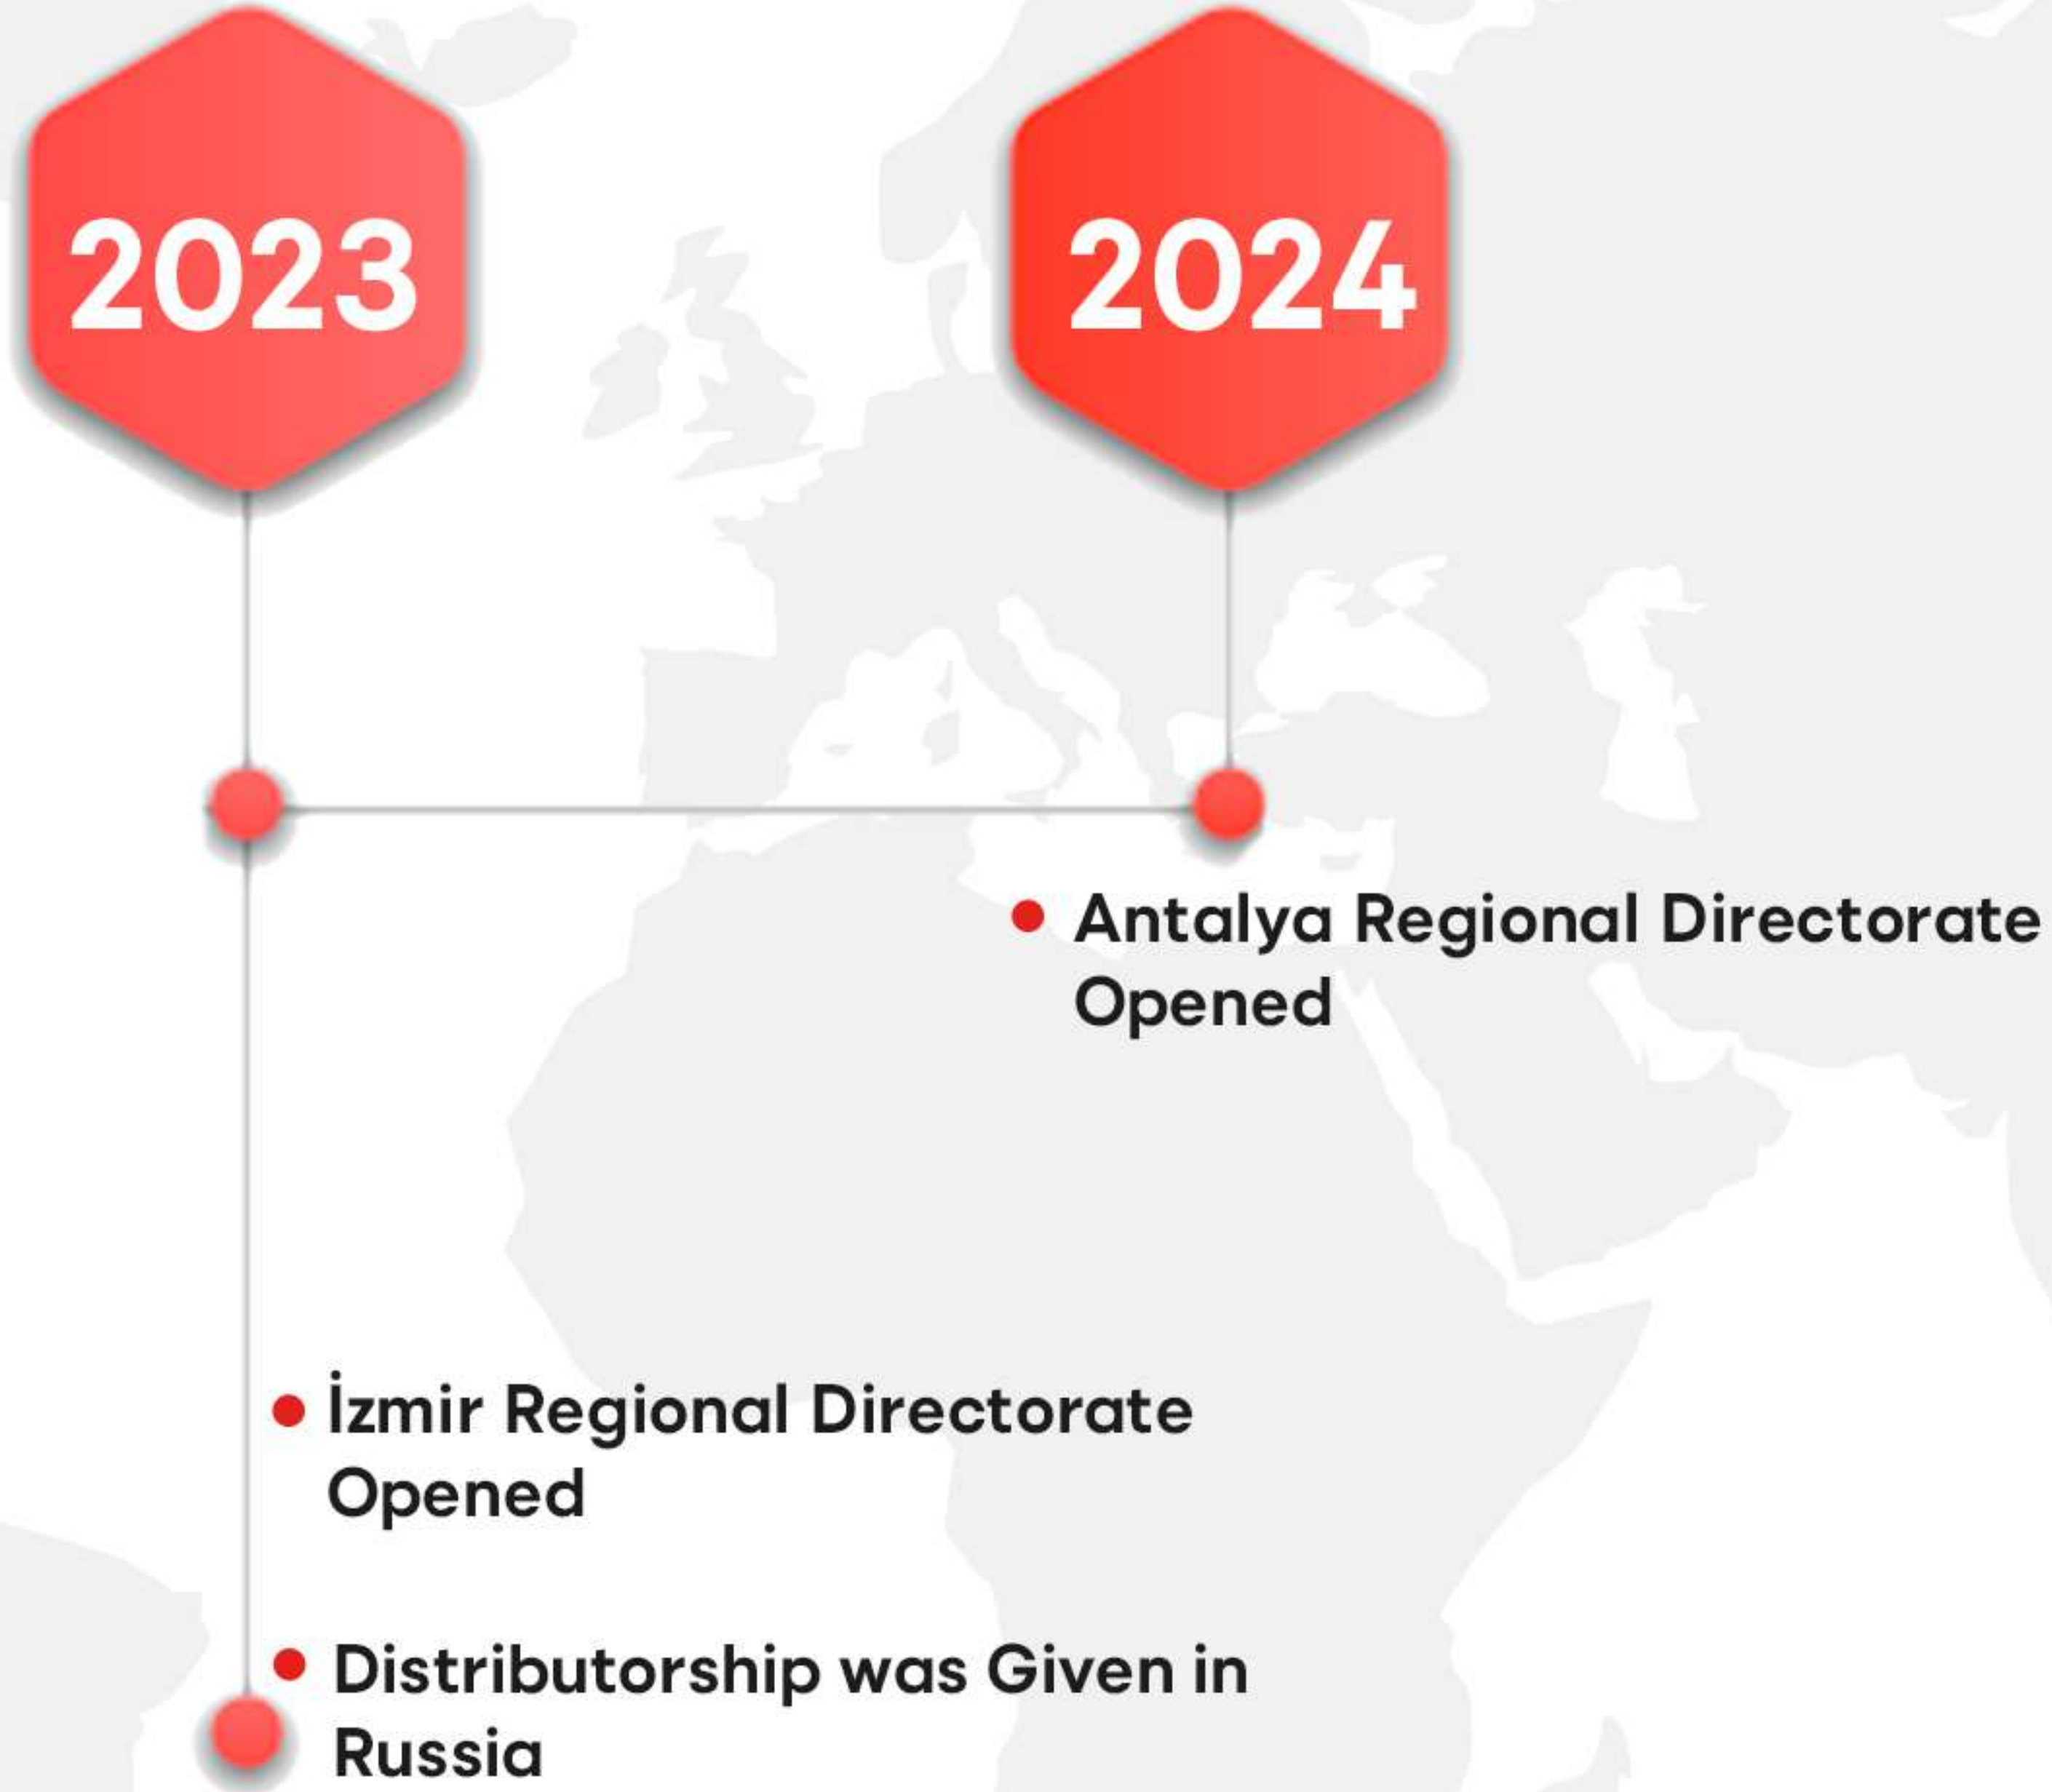 2023
2024
Antalya Regional Directorate
Opened
İzmir Regional Directorate
Opened
Distributorship was Given in
Russia